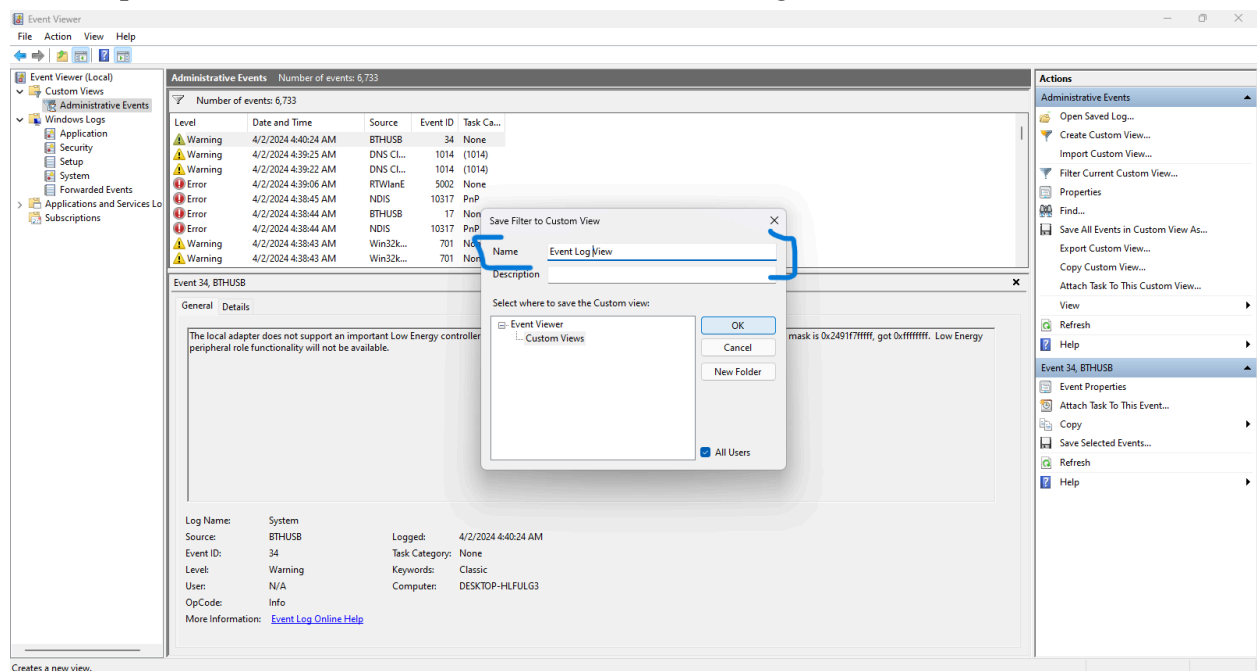 Event Viewer
File Action View Help
Event Viewer (Local)
Custom Views
Administrative Events
Windows Logs
Application
Security
Setup
System
Forwarded Events
Applications and Services Lo
Subscriptions
Administrative Events Number of events: 6,733
Number of events: 6,733
Level Date and Time Source Event ID Task Ca...
Warning 4/2/2024 4:40:24 AM BTHUSB 34 None
Warning 4/2/2024 4:39:25 AM DNS Cl... 1014 (1014)
Warning 4/2/2024 4:39:22 AM DNS Cl... 1014 (1014)
Error 4/2/2024 4:39:06 AM RTWlanE 5002 None
Error 4/2/2024 4:38:45 AM NDIS 10317 PnP
Error 4/2/2024 4:38:44 AM BTHUSB 17 Non
Error 4/2/2024 4:38:44 AM NDIS 10317 PnP
Warning 4/2/2024 4:38:43 AM Win32k... 701 Non
Warning 4/2/2024 4:38:43 AM Win32k... 701 Non
Event 34, BTHUSB
General Details
The local adapter does not support an important Low Energy controller mask is 0x2491f7fffff, got 0xffffffff. Low Energy
peripheral role functionality will not be available.
Log Name: System
Source: BTHUSB Logged: 4/2/2024 4:40:24 AM
Event ID: 34 Task Category: None
Level: Warning Keywords: Classic
User: N/A Computer: DESKTOP-HLFULG3
OpCode: Info
More Information: Event Log Online Help
Save Filter to Custom View
Name Event Log View
Description
Select where to save the Custom view:
Event Viewer
Custom Views
OK
Cancel
New Folder
All Users
Actions
Administrative Events
Open Saved Log...
Create Custom View...
Import Custom View...
Filter Current Custom View...
Properties
Find...
Save All Events in Custom View As...
Export Custom View...
Copy Custom View...
Attach Task To This Custom View...
View
Refresh
Help
Event 34, BTHUSB
Event Properties
Attach Task To This Event...
Copy
Save Selected Events...
Refresh
Help
Creates a new view.